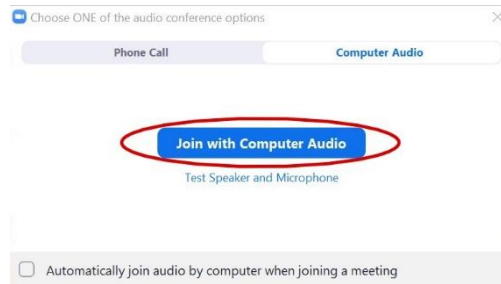 Choose ONE of the audio conference options
Phone Call Computer Audio
Join with Computer Audio
Test Speaker and Microphone
Automatically join audio by computer when joining a meeting